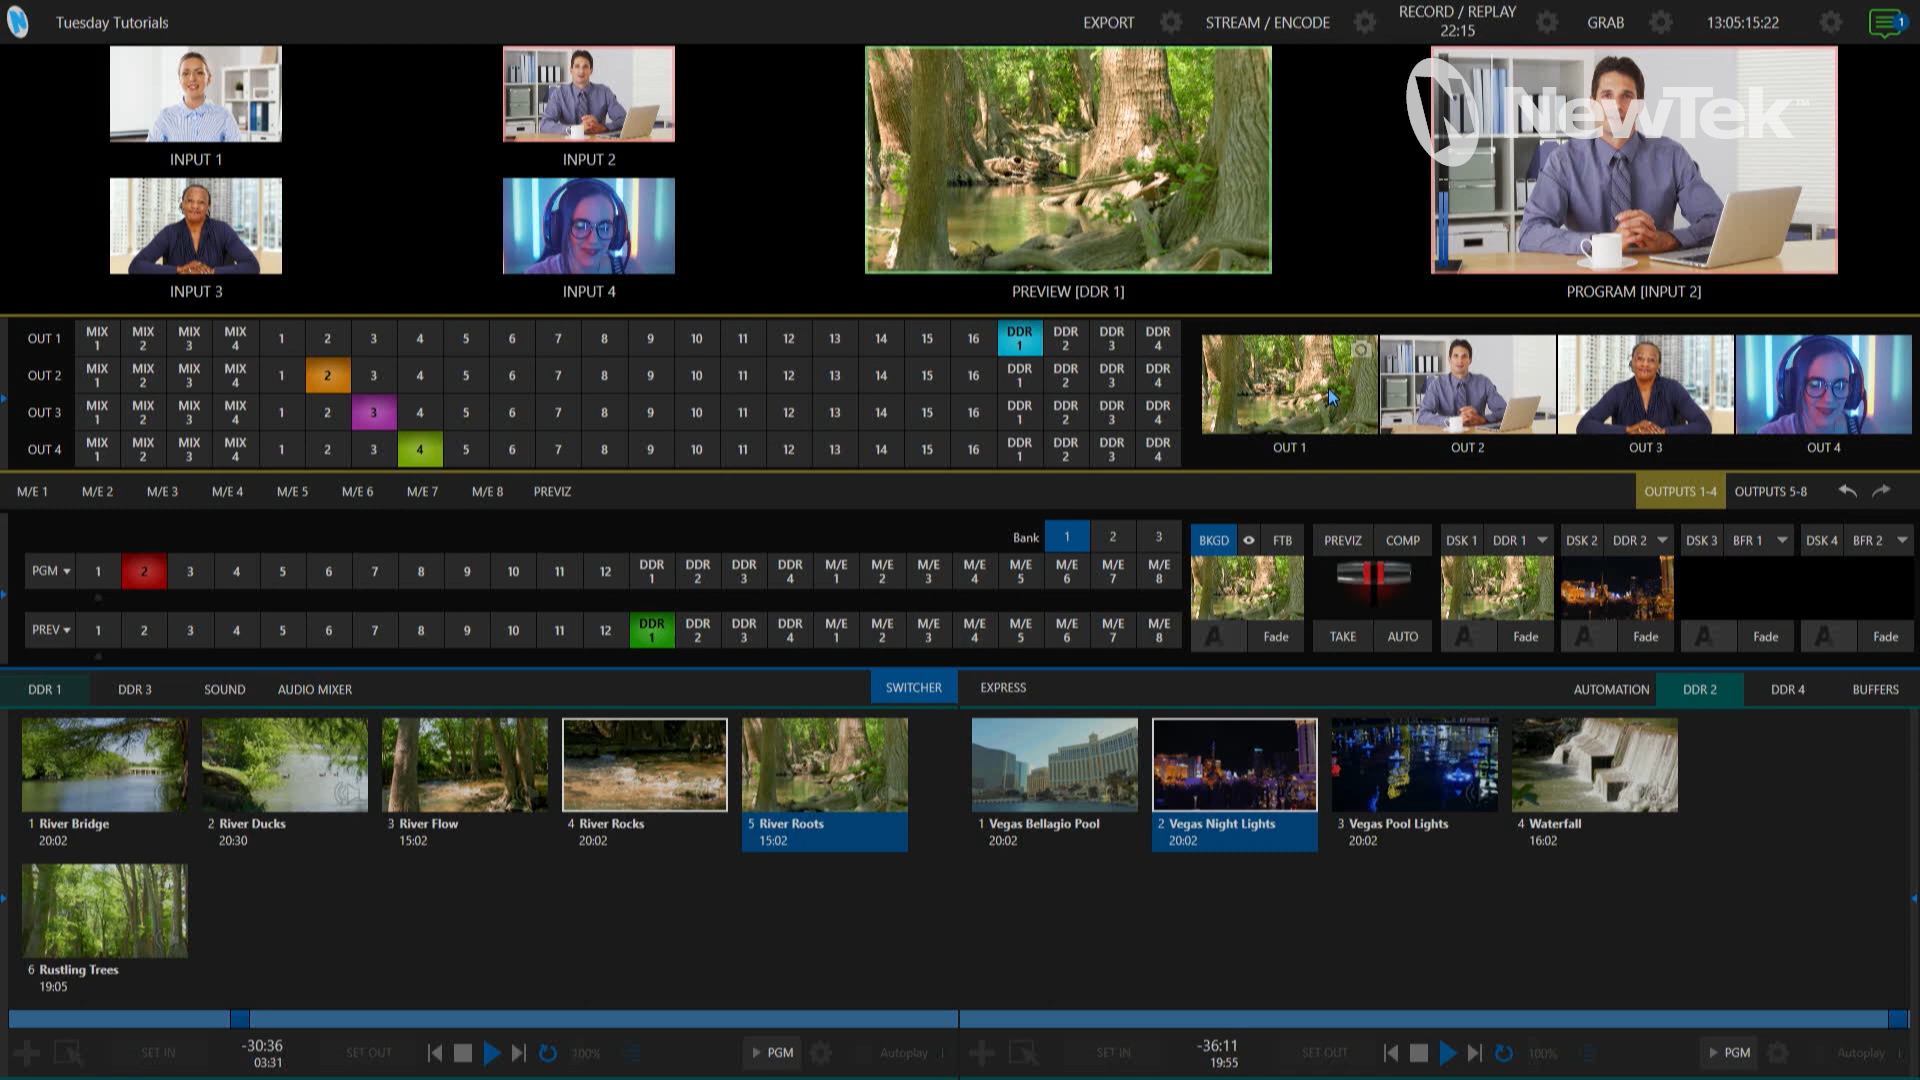 Tuesday Tutorials
EXPORT STREAM / ENCODE RECORD / REPLAY 22:15 GRAB 13:05:15:22 1
NewTek™
INPUT 1 INPUT 2
INPUT 3 INPUT 4 PREVIEW [DDR 1] PROGRAM [INPUT 2]
OUT 1 MIX 1 MIX 2 MIX 3 MIX 4 1 2 3 4 5 6 7 8 9 10 11 12 13 14 15 16 DDR 1 DDR 2 DDR 3 DDR 4
OUT 2 MIX 1 MIX 2 MIX 3 MIX 4 1 2 3 4 5 6 7 8 9 10 11 12 13 14 15 16 DDR 1 DDR 2 DDR 3 DDR 4
OUT 3 MIX 1 MIX 2 MIX 3 MIX 4 1 2 3 4 5 6 7 8 9 10 11 12 13 14 15 16 DDR 1 DDR 2 DDR 3 DDR 4
OUT 4 MIX 1 MIX 2 MIX 3 MIX 4 1 2 3 4 5 6 7 8 9 10 11 12 13 14 15 16 DDR 1 DDR 2 DDR 3 DDR 4
OUT 1 OUT 2 OUT 3 OUT 4
M/E 1 M/E 2 M/E 3 M/E 4 M/E 5 M/E 6 M/E 7 M/E 8 PREVIZ OUTPUTS 1-4 OUTPUTS 5-8
Bank 1 2 3
BKGD FTB PREVIZ COMP DSK 1 DDR 1 DSK 2 DDR 2 DSK 3 BFR 1 DSK 4 BFR 2
PGM 1 2 3 4 5 6 7 8 9 10 11 12 DDR 1 DDR 2 DDR 3 DDR 4 M/E 1 M/E 2 M/E 3 M/E 4 M/E 5 M/E 6 M/E 7 M/E 8
PREV 1 2 3 4 5 6 7 8 9 10 11 12 DDR 1 DDR 2 DDR 3 DDR 4 M/E 1 M/E 2 M/E 3 M/E 4 M/E 5 M/E 6 M/E 7 M/E 8
A Fade TAKE AUTO A Fade A Fade A Fade A Fade
DDR 1 DDR 3 SOUND AUDIO MIXER SWITCHER EXPRESS AUTOMATION DDR 2 DDR 4 BUFFERS
1 River Bridge 2 River Ducks 3 River Flow 4 River Rocks 5 River Roots 1 Vegas Bellagio Pool 2 Vegas Night Lights 3 Vegas Pool Lights 4 Waterfall
20:02 20:30 15:02 20:02 15:02 20:02 20:02 20:02 16:02
6 Rustling Trees
19:05
SET IN -30:36 SET OUT 100% PGM Autoplay SET IN -36:11 SET OUT 100% PGM Autoplay
03:31 19:55